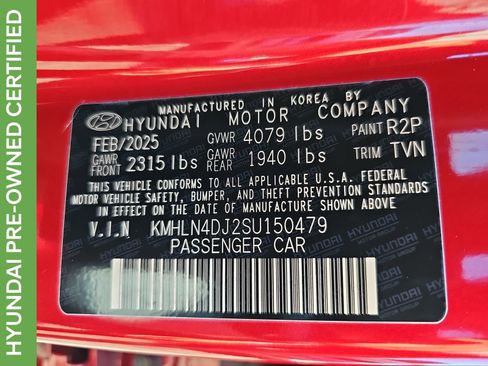 HYUNDAI PRE-OWNED CERTIFIED
MANUFACTURED IN KOREA BY
HYUNDAI MOTOR COMPANY
FEB/2025 GVWR 4079 lbs PAINT R2P
GAWR FRONT 2315 lbs GAWR REAR 1940 lbs TRIM TVN
THIS VEHICLE CONFORMS TO ALL APPLICABLE U.S.A. FEDERAL
MOTOR VEHICLE SAFETY, BUMPER, AND THEFT PREVENTION STANDARDS
IN EFFECT ON THE DATE OF MANUFACTURE SHOWN ABOVE.
V.I.N KMHLN4DJ2SU150479
PASSENGER CAR